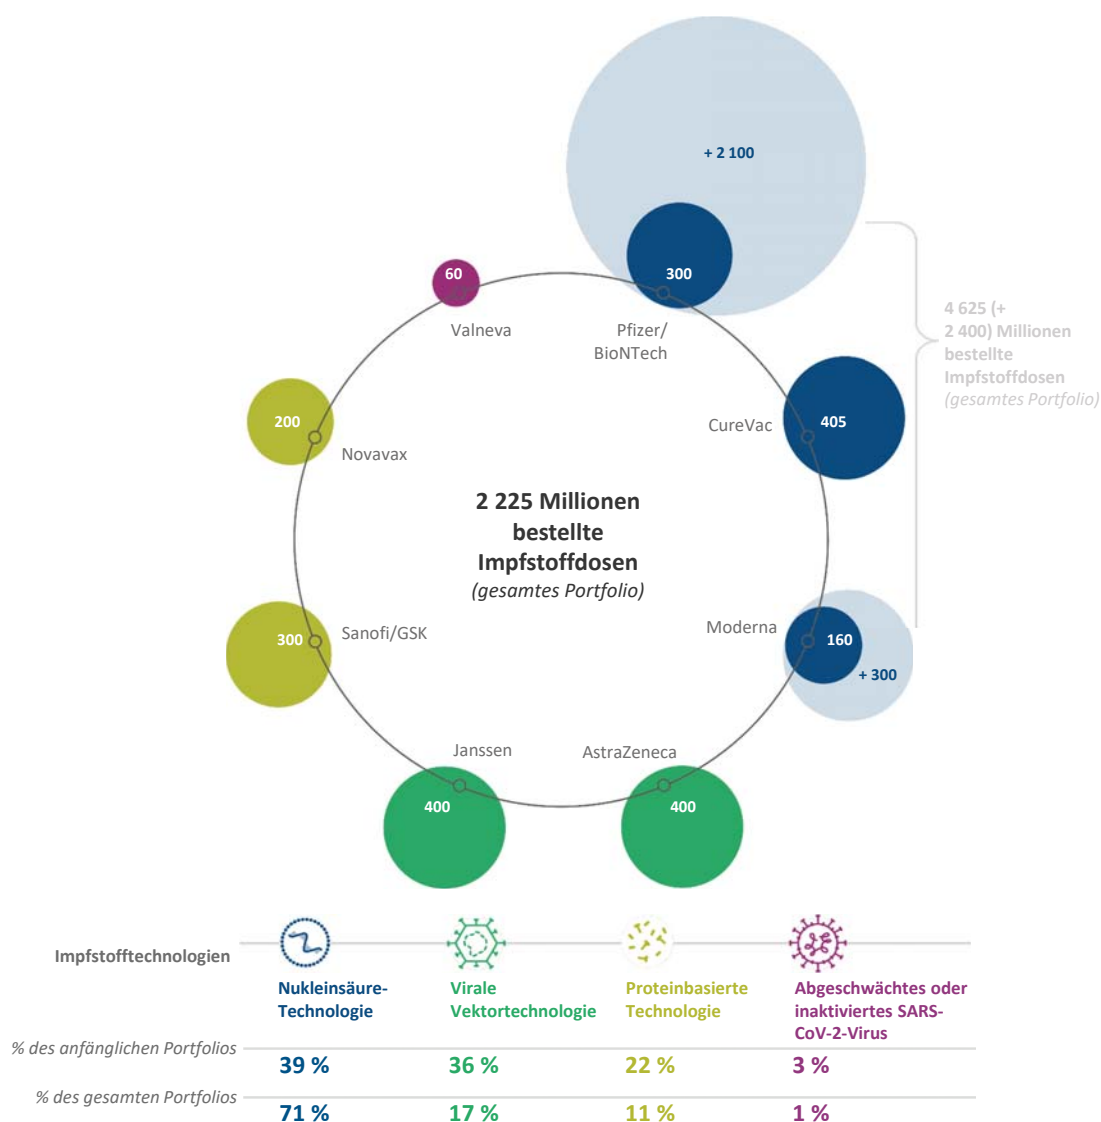 + 2 100
300
60
Valneva
Pfizer/
BioNTech
4 625 (+
2 400) Millionen
bestellte
Impfstoffdosen
(gesamtes Portfolio)
CureVac
405
200
Novavax
2 225 Millionen
bestellte
Impfstoffdosen
(gesamtes Portfolio)
Moderna
160
+ 300
300
Sanofi/GSK
Janssen
400
AstraZeneca
400
Impfstofftechnologien
Nukleinsäure-
Technologie
Virale
Vektortechnologie
Proteinbasierte
Technologie
Abgeschwächtes oder
inaktiviertes SARS-
CoV-2-Virus
% des anfänglichen Portfolios
39 % 36 % 22 % 3 %
% des gesamten Portfolios
71 % 17 % 11 % 1 %